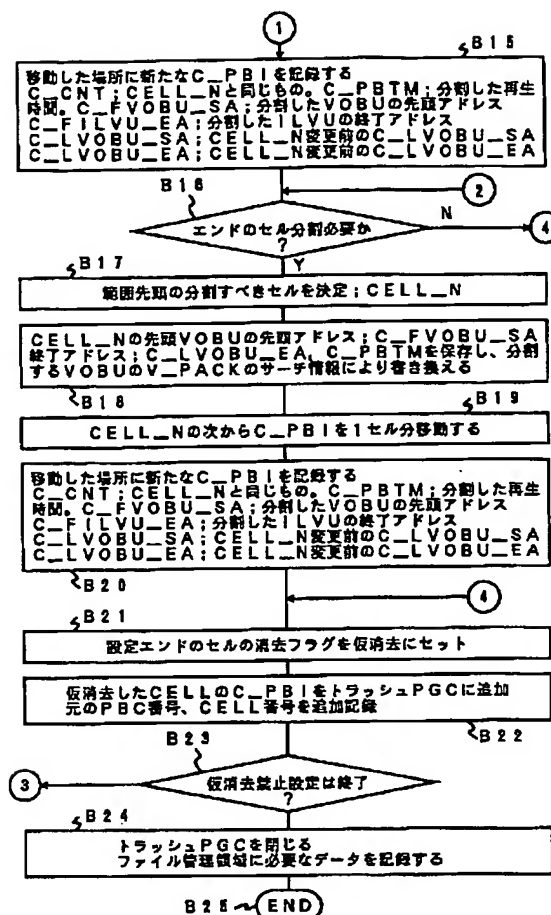 ①
B15
移動した場所に新たなC_PBIを記録する
C_CNT;CELL_Nと同じもの。C_PBTM;分割した再生
時間。C_FVOBU_SA;分割したVOBUの先頭アドレス
C_FILVU_EA;分割したILVUの終了アドレス
C_LVOBU_SA;CELL_N変更前のC_LVOBU_SA
C_LVOBU_EA;CELL_N変更前のC_LVOBU_EA
B16
②
エンドのセル分割必要か
?
N
④
Y
B17
範囲先頭の分割すべきセルを決定;CELL_N
CELL_Nの先頭VOBUの先頭アドレス;C_FVOBU_SA
終了アドレス;C_LVOBU_EA、C_PBTMを保存し、分割
するVOBUのV_PACKのサーチ情報により書き換える
B18
B19
CELL_Nの次からC_PBIを1セル分移動する
移動した場所に新たなC_PBIを記録する
C_CNT;CELL_Nと同じもの。C_PBTM;分割した再生
時間。C_FVOBU_SA;分割したVOBUの先頭アドレス
C_FILVU_EA;分割したILVUの終了アドレス
C_LVOBU_SA;CELL_N変更前のC_LVOBU_SA
C_LVOBU_EA;CELL_N変更前のC_LVOBU_EA
B20
④
B21
設定エンドのセルの消去フラグを仮消去にセット
仮消去したCELLのC_PBIをトラッシュPGCに追加
元のPBC番号、CELL番号を追加記録
B22
B23
③
仮消去禁止設定は終了
?
B24
トラッシュPGCを閉じる
ファイル管理領域に必要なデータを記録する
B25
END